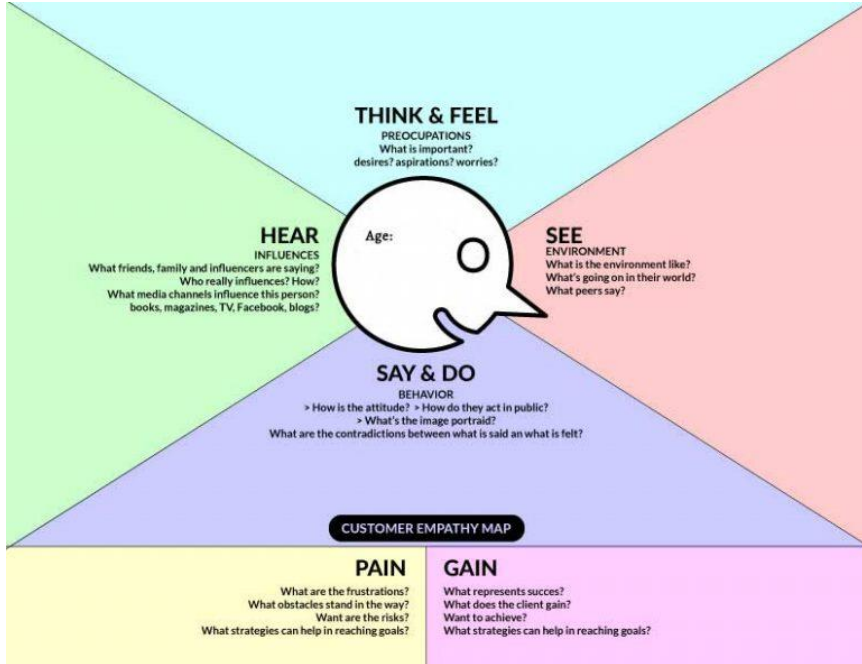 THINK & FEEL
PREOCUPATIONS
What is important?
desires? aspirations? worries?
Age:
HEAR
INFLUENCES
What friends, family and influencers are saying?
Who really influences? How?
What media channels influence this person?
books, magazines, TV, Facebook, blogs?
SEE
ENVIRONMENT
What is the environment like?
What's going on in their world?
What peers say?
SAY & DO
BEHAVIOR
> How is the attitude? > How do they act in public?
> What's the image portraid?
What are the contradictions between what is said an what is felt?
CUSTOMER EMPATHY MAP
PAIN
What are the frustrations?
What obstacles stand in the way?
Want are the risks?
What strategies can help in reaching goals?
GAIN
What represents succes?
What does the client gain?
Want to achieve?
What strategies can help in reaching goals?